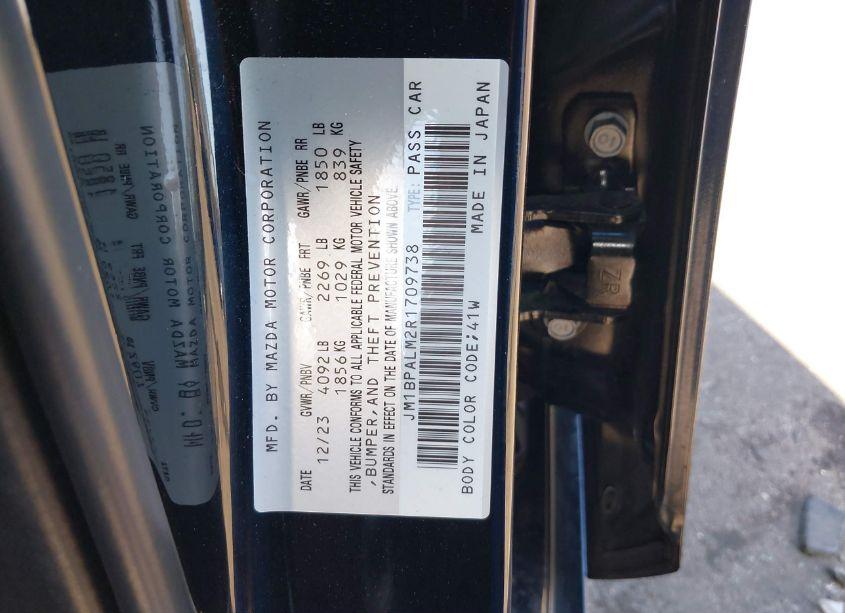 MFD. BY MAZDA MOTOR CORPORATION
DATE GVWR/PNBV GAWR/PNBE FRT GAWR/PNBE RR
12/23 4092 LB 2269 LB 1850 LB
1856 KG 1029 KG 839 KG
THIS VEHICLE CONFORMS TO ALL APPLICABLE FEDERAL MOTOR VEHICLE SAFETY
,BUMPER,AND THEFT PREVENTION
STANDARDS IN EFFECT ON THE DATE OF MANUFACTURE SHOWN ABOVE.
JM1BPALM2R1709738 TYPE: PASS CAR
BODY COLOR CODE:41W MADE IN JAPAN